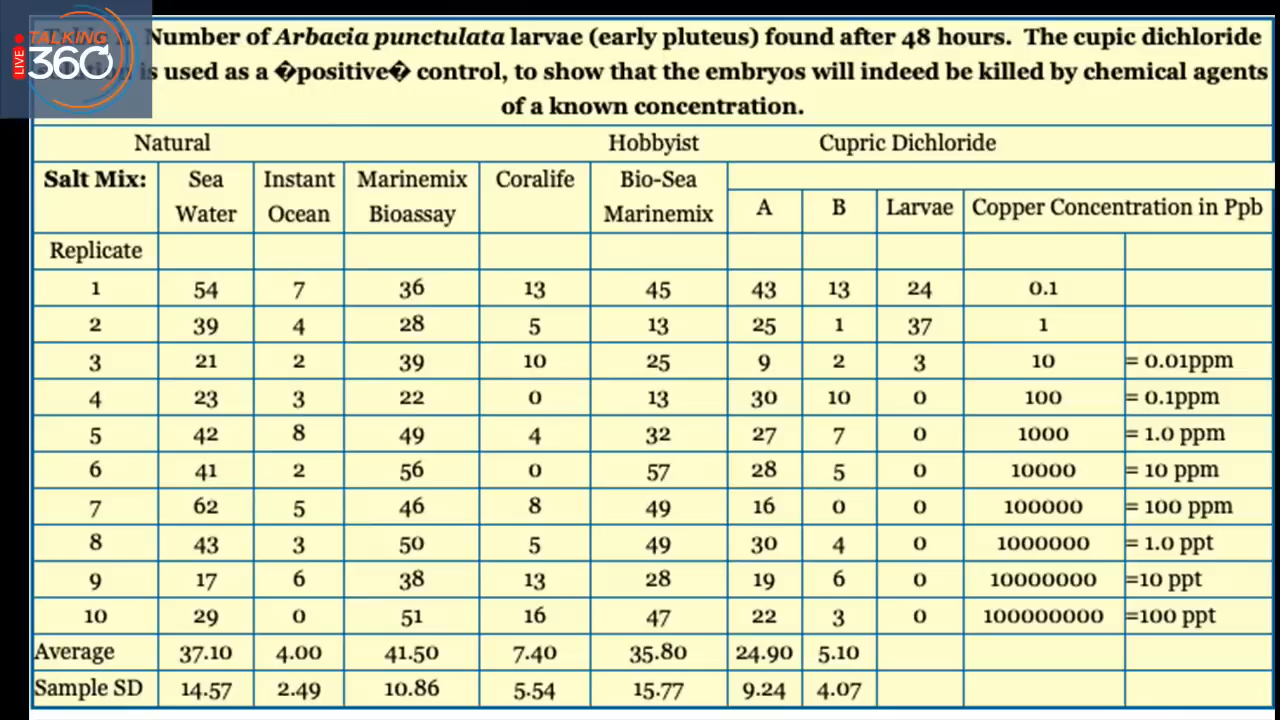 TALKING
360
LIVE
1. Number of Arbacia punctulata larvae (early pluteus) found after 48 hours. The cupic dichloride
is used as a �positive� control, to show that the embryos will indeed be killed by chemical agents
of a known concentration.
Natural Hobbyist Cupric Dichloride
Salt Mix: Sea Instant Marinemix Coralife Bio-Sea
Water Ocean Bioassay Marinemix A B Larvae Copper Concentration in Ppb
Replicate
1 54 7 36 13 45 43 13 24 0.1
2 39 4 28 5 13 25 1 37 1
3 21 2 39 10 25 9 2 3 10 = 0.01ppm
4 23 3 22 0 13 30 10 0 100 = 0.1ppm
5 42 8 49 4 32 27 7 0 1000 = 1.0 ppm
6 41 2 56 0 57 28 5 0 10000 = 10 ppm
7 62 5 46 8 49 16 0 0 100000 = 100 ppm
8 43 3 50 5 49 30 4 0 1000000 = 1.0 ppt
9 17 6 38 13 28 19 6 0 10000000 =10 ppt
10 29 0 51 16 47 22 3 0 100000000 =100 ppt
Average 37.10 4.00 41.50 7.40 35.80 24.90 5.10
Sample SD 14.57 2.49 10.86 5.54 15.77 9.24 4.07